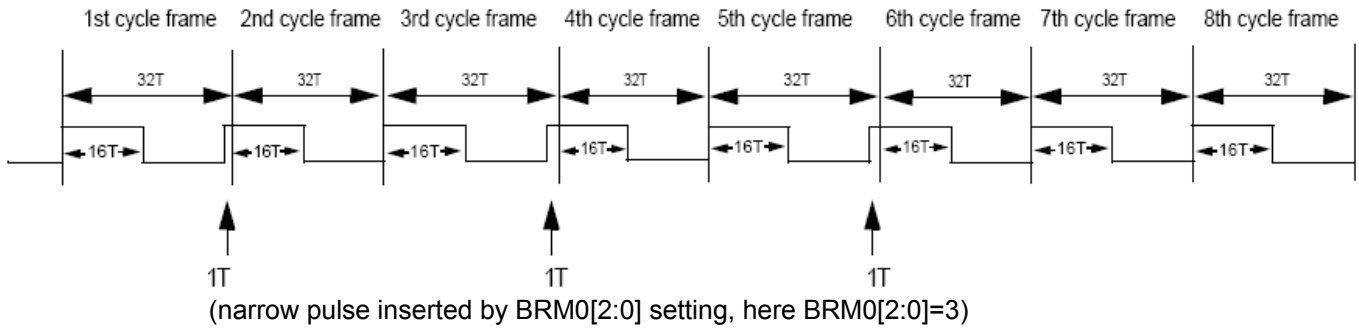 1st cycle frame 2nd cycle frame 3rd cycle frame 4th cycle frame 5th cycle frame 6th cycle frame 7th cycle frame 8th cycle frame
32T 32T 32T 32T 32T 32T 32T 32T
16T 16T 16T 16T 16T 16T 16T 16T
1T 1T 1T
(narrow pulse inserted by BRM0[2:0] setting, here BRM0[2:0]=3)